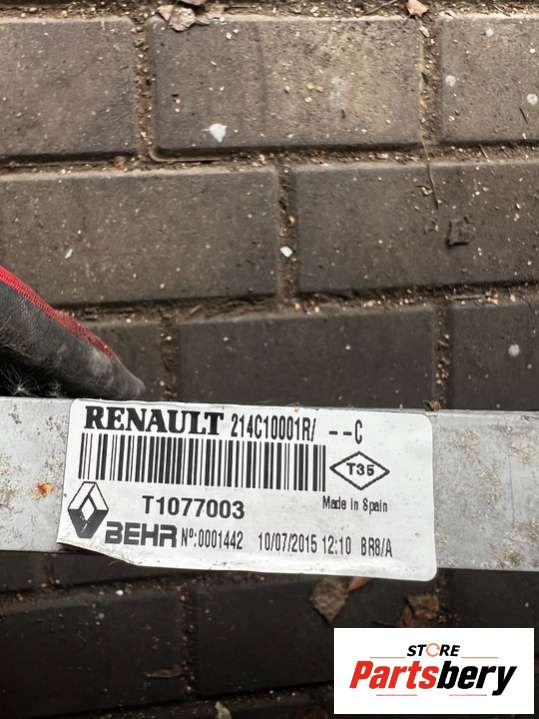 RENAULT 214C10001R/ --C
T35
T1077003
Made in Spain
BEHR Nº:0001442 10/07/2015 12:10 BR8/A
STORE
Partsbery